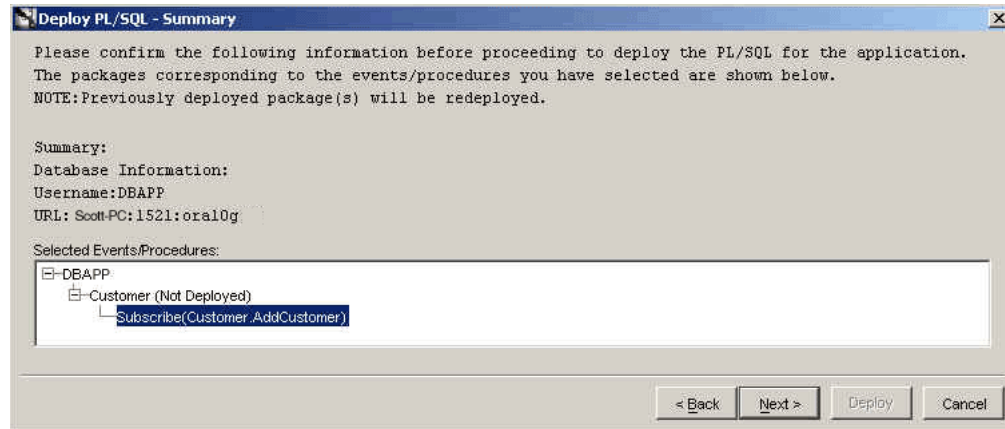 Deploy PL/SQL - Summary
Please confirm the following information before proceeding to deploy the PL/SQL for the application.
The packages corresponding to the events/procedures you have selected are shown below.
NOTE:Previously deployed package(s) will be redeployed.
Summary:
Database Information:
Username:DBAPP
URL: Scott-PC:1521:ora10g
Selected Events/Procedures:
DBAPP
Customer (Not Deployed)
Subscribe(Customer.AddCustomer)
< Back Next > Deploy Cancel